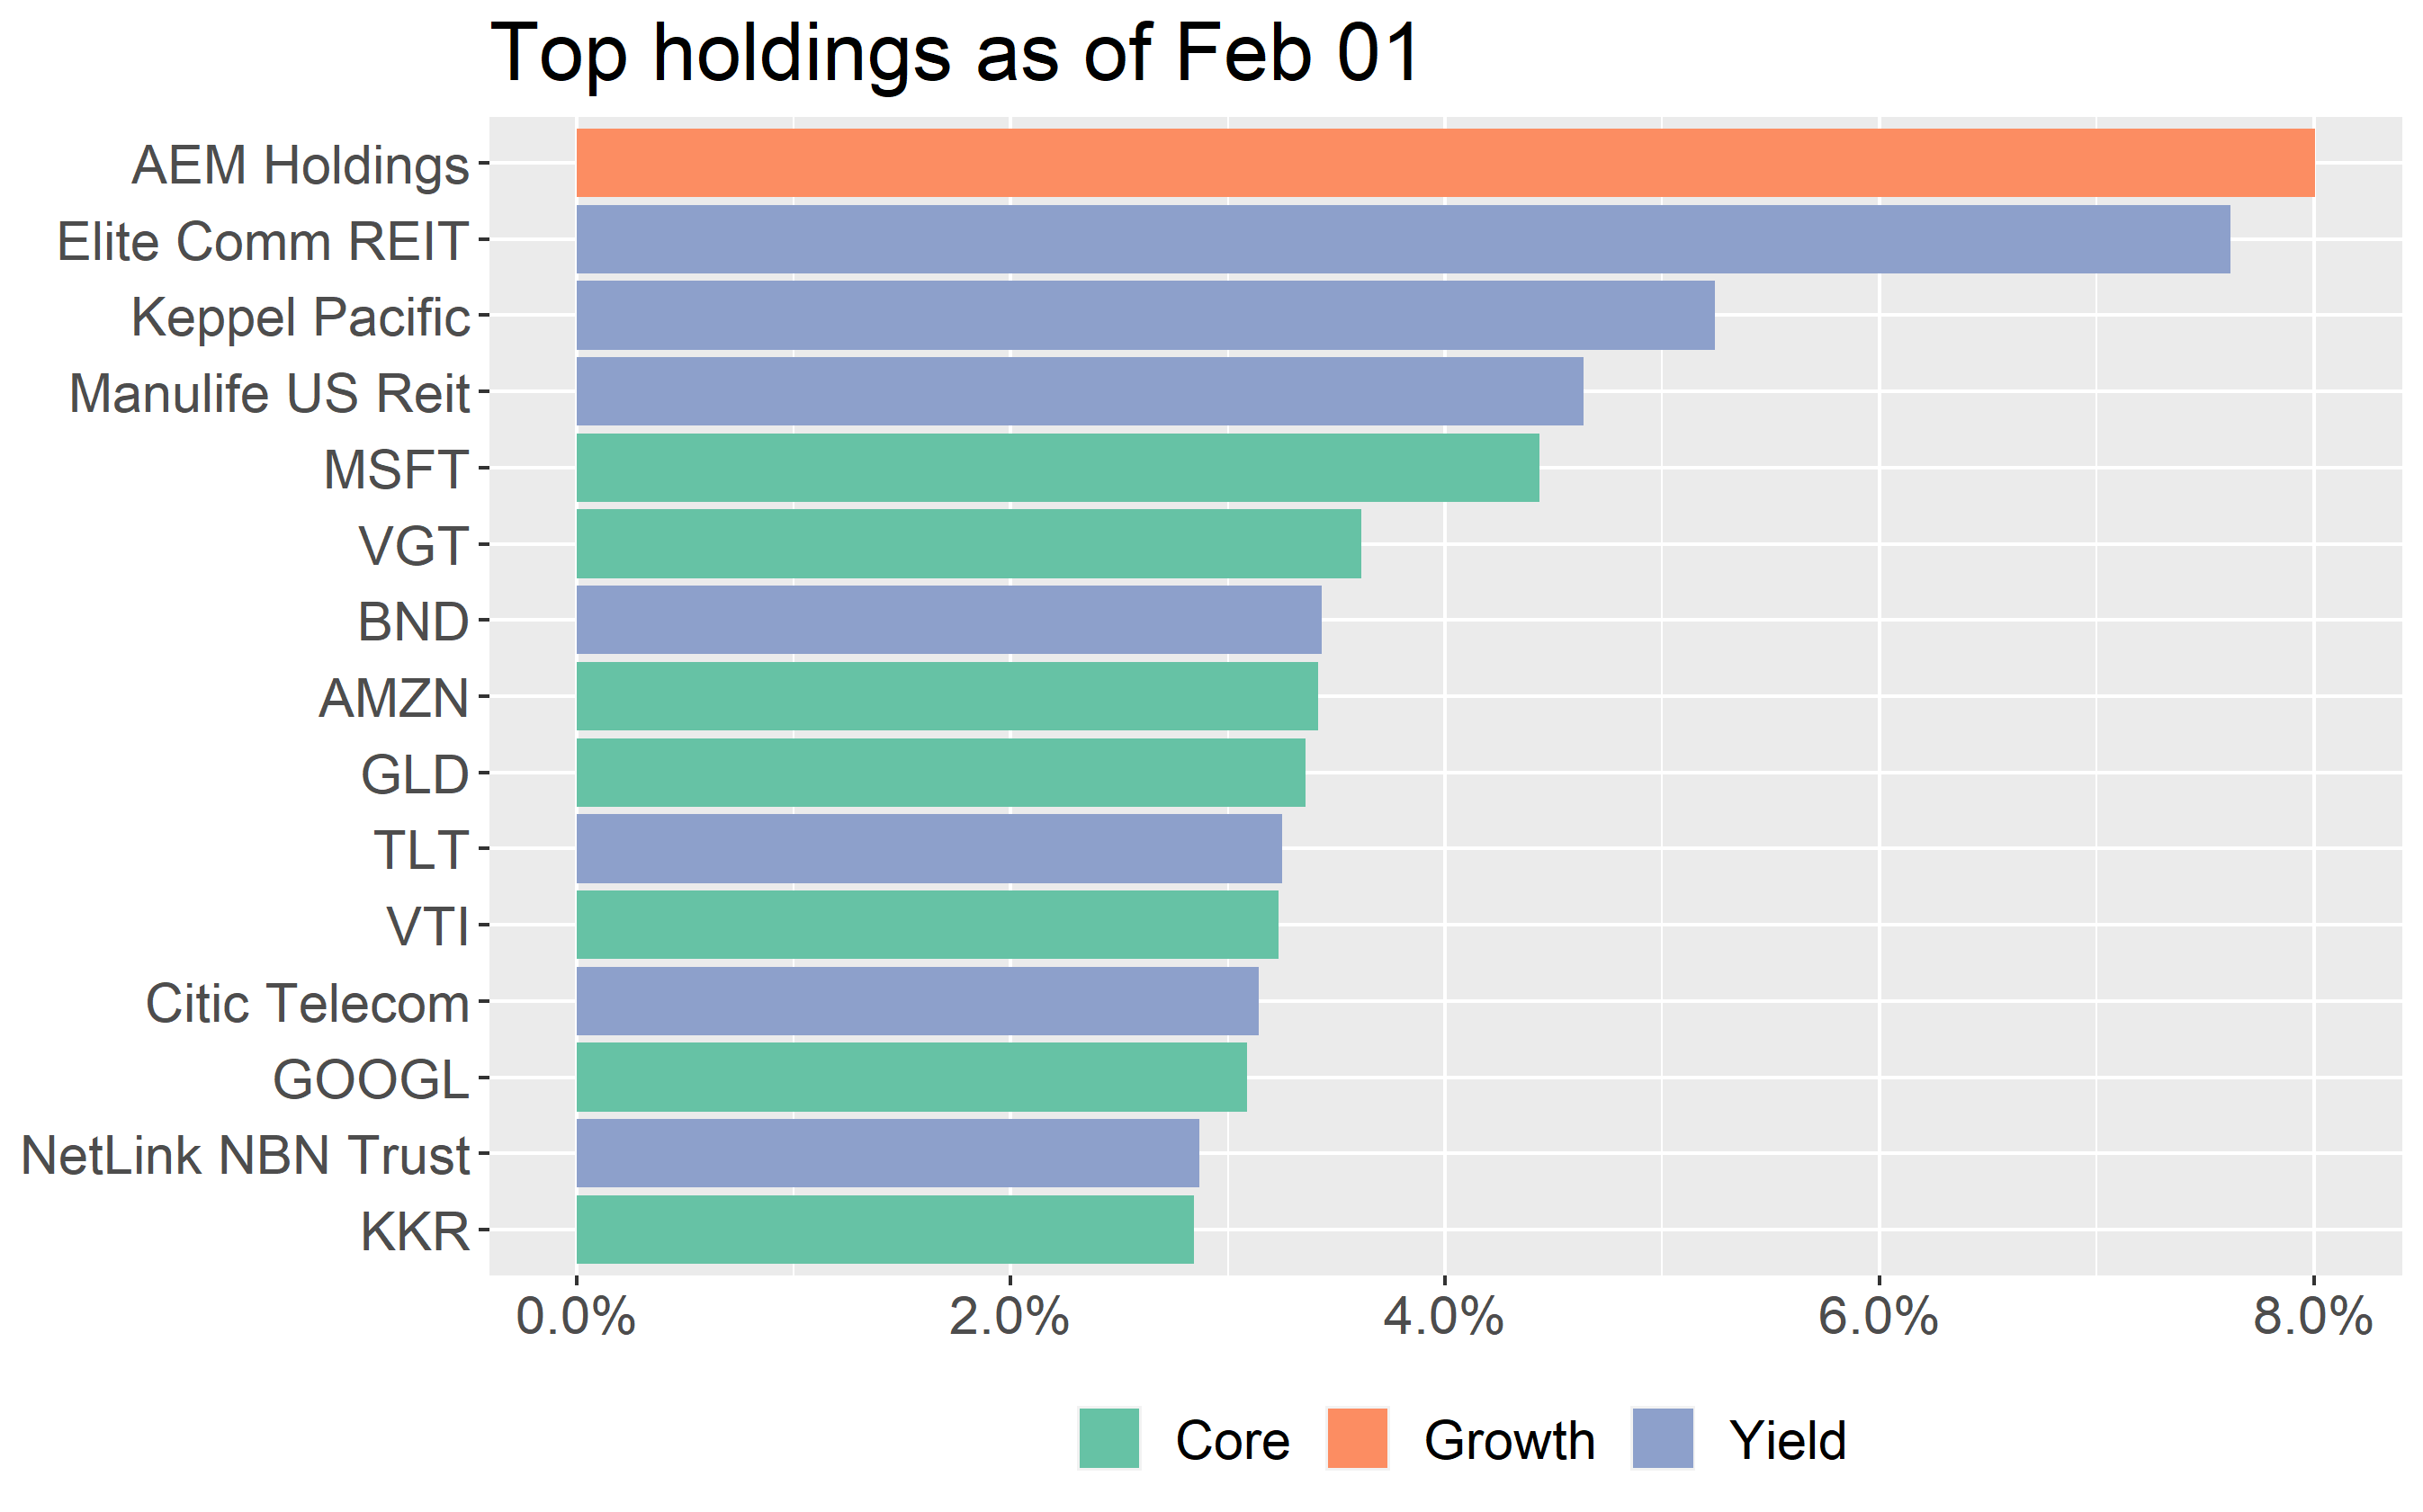 Top holdings as of Feb 01
AEM Holdings
Elite Comm REIT
Keppel Pacific
Manulife US Reit
MSFT
VGT
BND
AMZN
GLD
TLT
VTI
Citic Telecom
GOOGL
NetLink NBN Trust
KKR
0.0% 2.0% 4.0% 6.0% 8.0%
Core Growth Yield